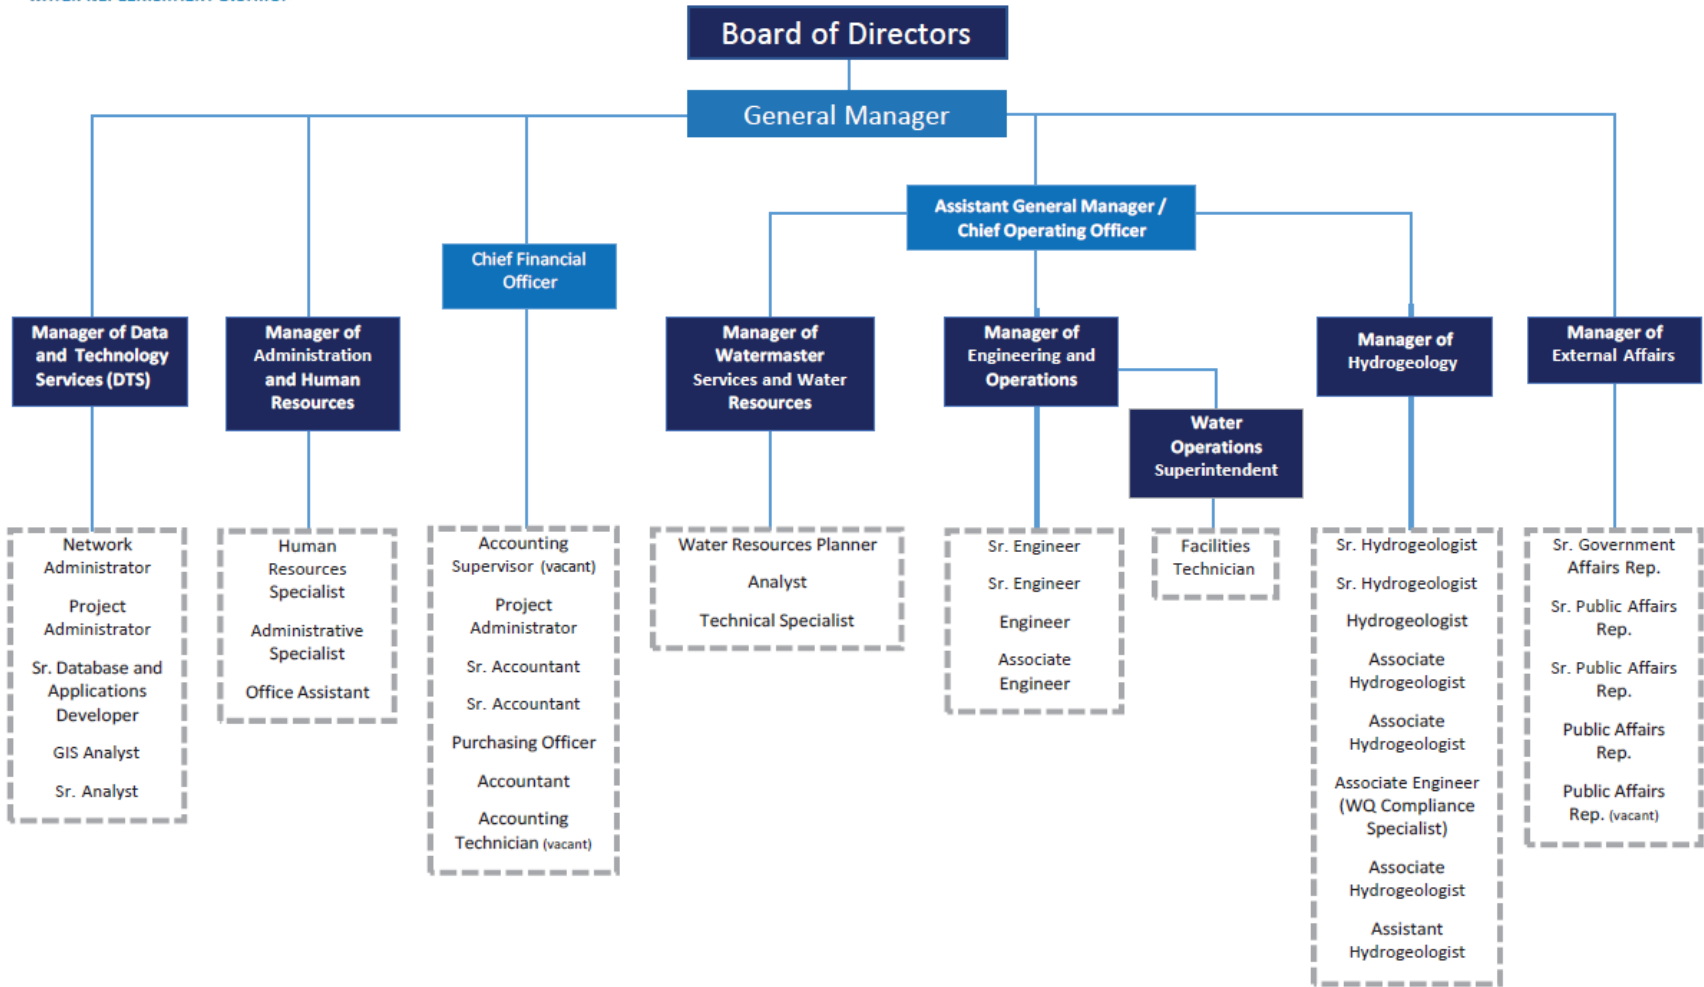 Board of Directors
General Manager
Assistant General Manager /
Chief Operating Officer
Chief Financial
Officer
Manager of Data
and Technology
Services (DTS)
Manager of
Administration
and Human
Resources
Manager of
Watermaster
Services and Water
Resources
Manager of
Engineering and
Operations
Manager of
Hydrogeology
Manager of
External Affairs
Water
Operations
Superintendent
Network
Administrator
Project
Administrator
Sr. Database and
Applications
Developer
GIS Analyst
Sr. Analyst
Human
Resources
Specialist
Administrative
Specialist
Office Assistant
Accounting
Supervisor (vacant)
Project
Administrator
Sr. Accountant
Sr. Accountant
Purchasing Officer
Accountant
Accounting
Technician (vacant)
Water Resources Planner
Analyst
Technical Specialist
Sr. Engineer
Sr. Engineer
Engineer
Associate
Engineer
Facilities
Technician
Sr. Hydrogeologist
Sr. Hydrogeologist
Hydrogeologist
Associate
Hydrogeologist
Associate
Hydrogeologist
Associate Engineer
(WQ Compliance
Specialist)
Associate
Hydrogeologist
Assistant
Hydrogeologist
Sr. Government
Affairs Rep.
Sr. Public Affairs
Rep.
Sr. Public Affairs
Rep.
Public Affairs
Rep.
Public Affairs
Rep. (vacant)